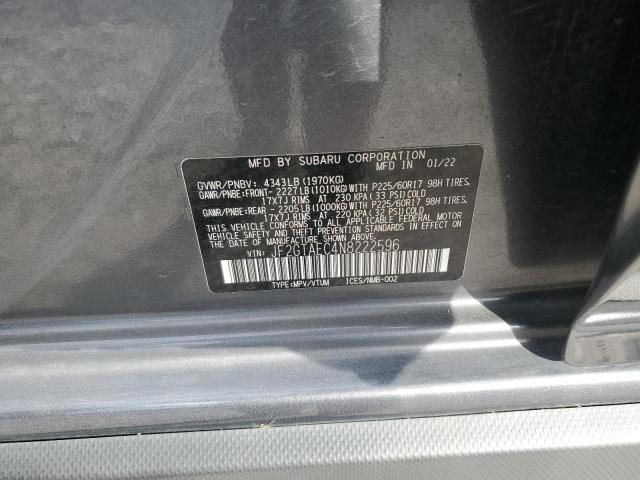 MFD BY SUBARU CORPORATION
MFD IN 01/22
GVWR/PNBV: 4343LB (1970KG)
GAWR/PNBE:FRONT- 2227LB (1010KG) WITH P225/60R17 98H TIRES,
17X7J RIMS AT 230 KPA ( 33 PSI) COLD
GAWR/PNBE:REAR - 2205LB (1000KG) WITH P225/60R17 98H TIRES,
17X7J RIMS AT 220 KPA ( 32 PSI) COLD
THIS VEHICLE CONFORMS TO ALL APPLICABLE FEDERAL MOTOR
VEHICLE SAFETY STANDARDS IN EFFECT ON THE DATE OF
MANUFACTURE SHOWN ABOVE.
VIN: JF2GTAEC4N8222596
TYPE:MPV/VTUM ICES/NMB-002